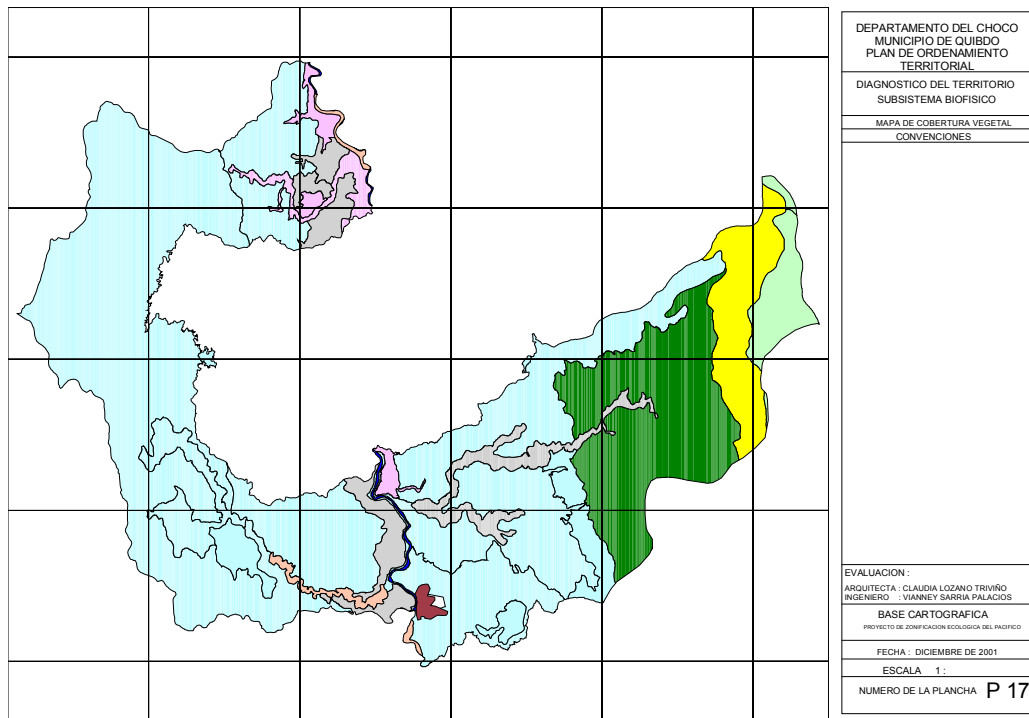 DEPARTAMENTO DEL CHOCO
MUNICIPIO DE QUIBDO
PLAN DE ORDENAMIENTO
TERRITORIAL
DIAGNOSTICO DEL TERRITORIO
SUBSISTEMA BIOFISICO
MAPA DE COBERTURA VEGETAL
CONVENCIONES
EVALUACION :
ARQUITECTA : CLAUDIA LOZANO TRIVIÑO
INGENIERO : VIANNEY SARRIA PALACIOS
BASE CARTOGRAFICA
PROYECTO DE ZONIFICACION ECOLOGICA DEL PACIFICO
FECHA : DICIEMBRE DE 2001
ESCALA 1 :
NUMERO DE LA PLANCHA P 17